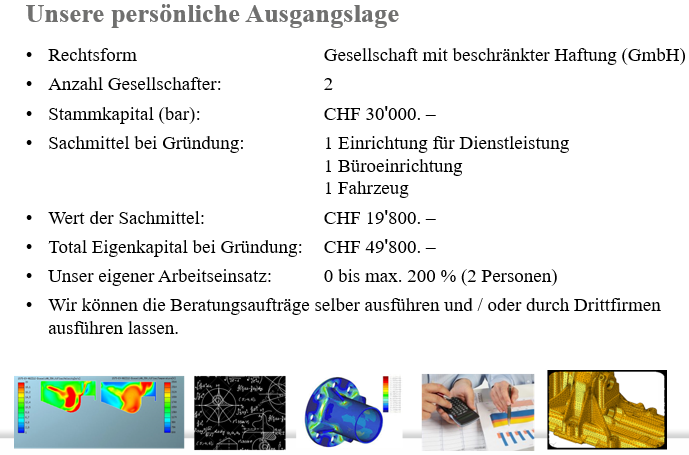 Unsere persönliche Ausgangslage
• Rechtsform Gesellschaft mit beschränkter Haftung (GmbH)
• Anzahl Gesellschafter: 2
• Stammkapital (bar): CHF 30'000. –
• Sachmittel bei Gründung: 1 Einrichtung für Dienstleistung
1 Büroeinrichtung
1 Fahrzeug
• Wert der Sachmittel: CHF 19'800. –
• Total Eigenkapital bei Gründung: CHF 49'800. –
• Unser eigener Arbeitseinsatz: 0 bis max. 200 % (2 Personen)
• Wir können die Beratungsaufträge selber ausführen und / oder durch Drittfirmen
ausführen lassen.